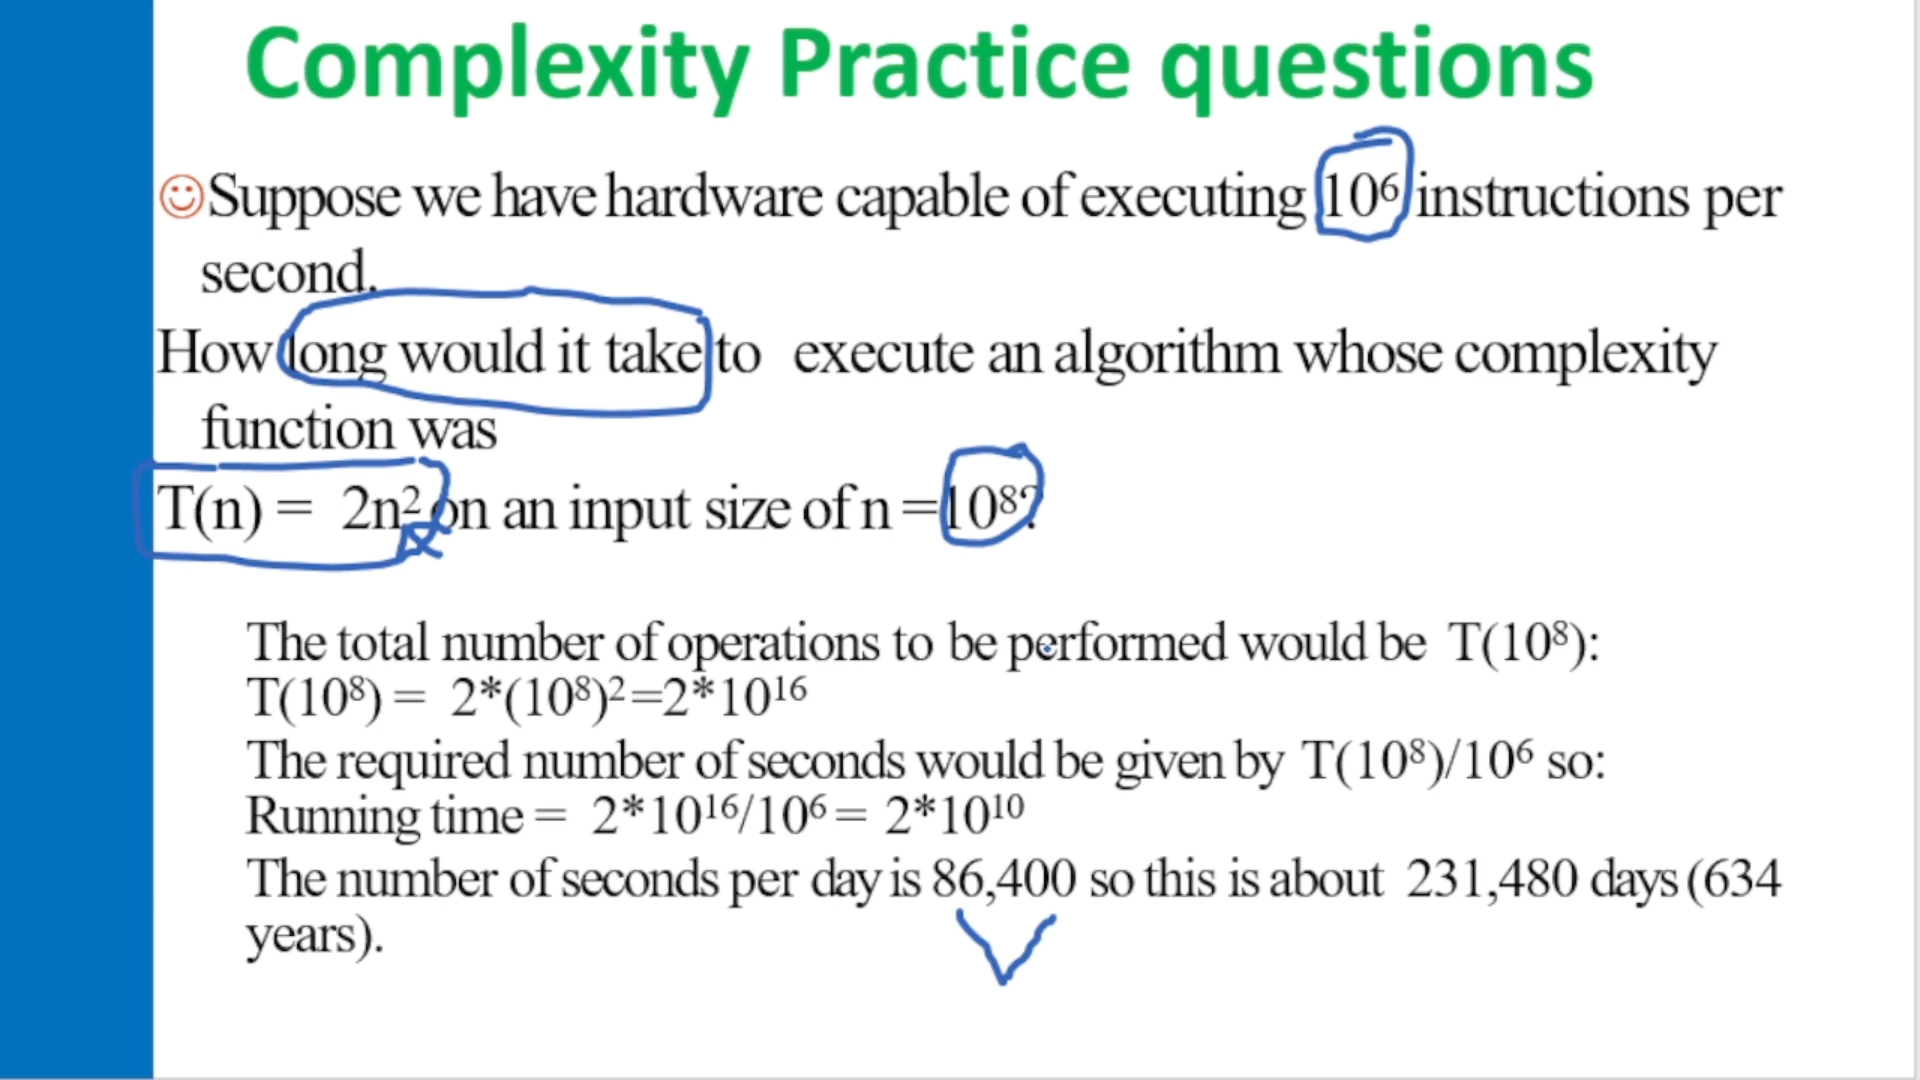 Complexity Practice questions
Suppose we have hardware capable of executing 10⁶ instructions per
second.
How long would it take to execute an algorithm whose complexity
function was
T(n) = 2n² on an input size of n =10⁸?
The total number of operations to be performed would be T(10⁸):
T(10⁸) = 2*(10⁸)²=2*10¹⁶
The required number of seconds would be given by T(10⁸)/10⁶ so:
Running time = 2*10¹⁶/10⁶ = 2*10¹⁰
The number of seconds per day is 86,400 so this is about 231,480 days (634
years).